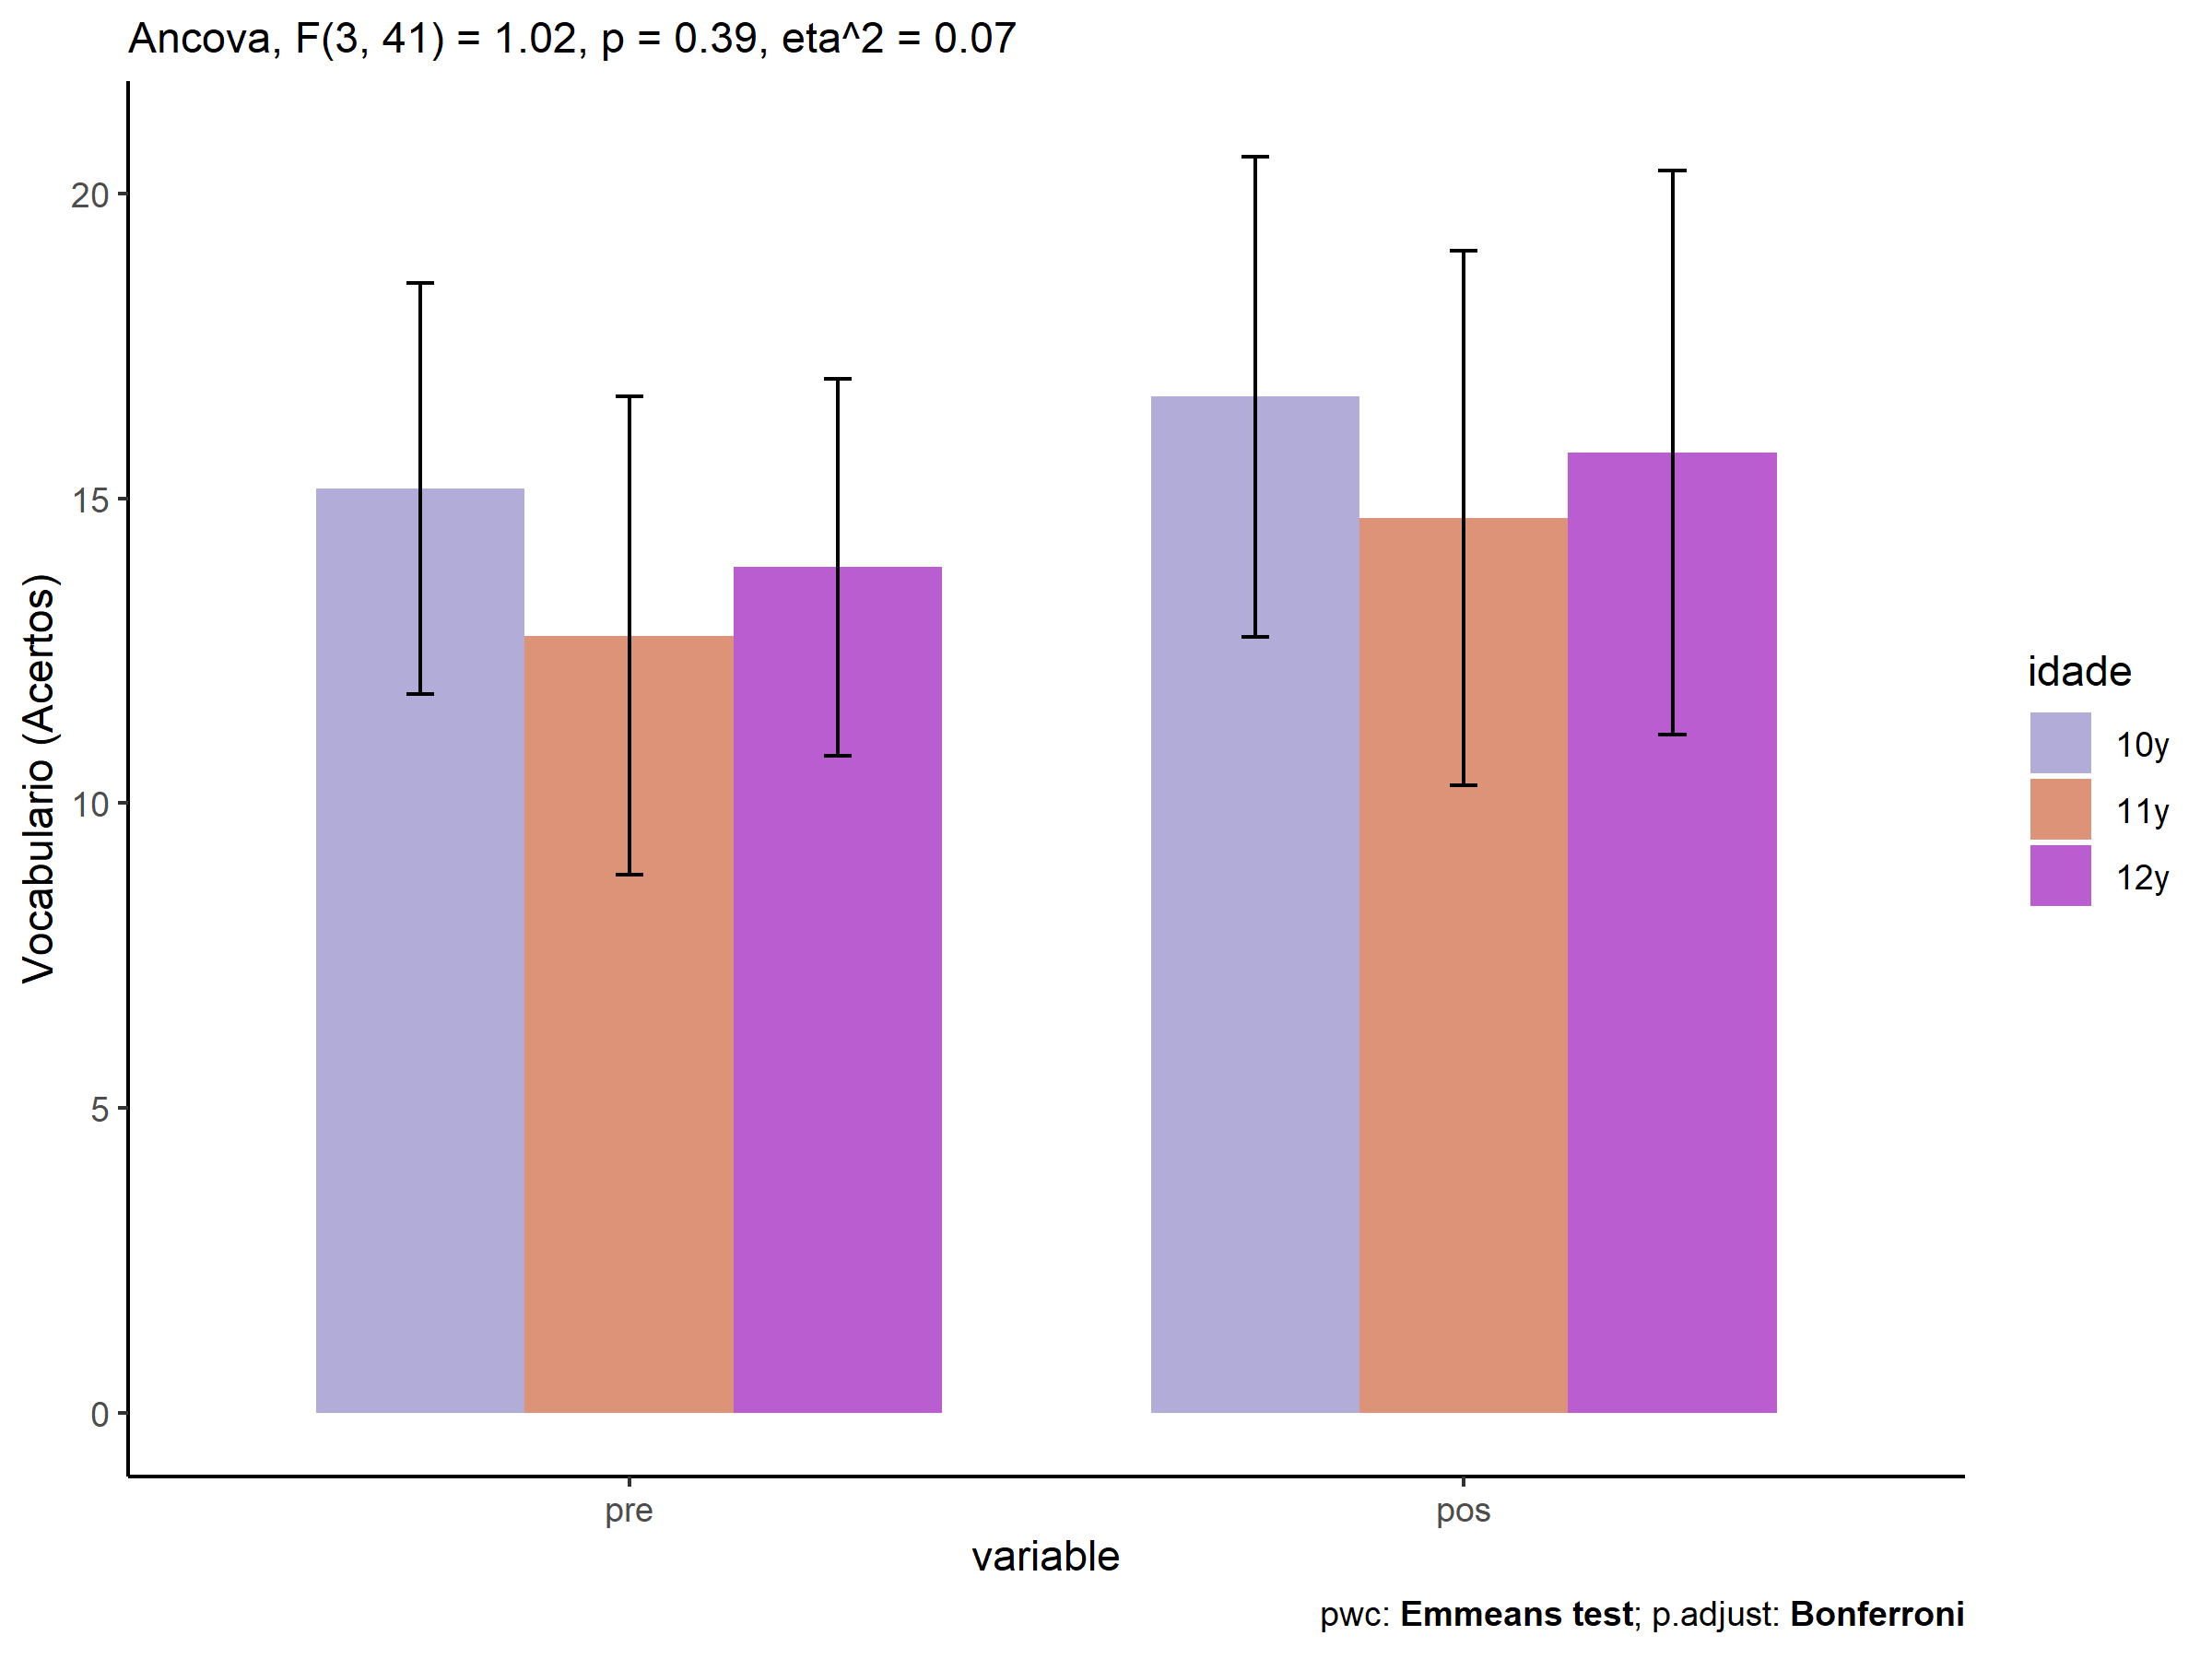 Ancova, F(3, 41) = 1.02, p = 0.39, eta^2 = 0.07
Vocabulario (Acertos)
20
15
10
5
0
pre
pos
variable
idade
10y
11y
12y
pwc: Emmeans test; p.adjust: Bonferroni